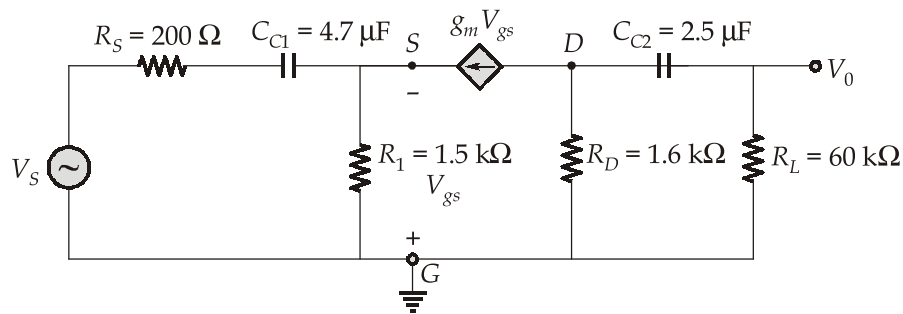 R_S = 200 Ω
C_C1 = 4.7 μF
S
g_m V_gs
D
C_C2 = 2.5 μF
V_0
–
V_S
~
R_1 = 1.5 kΩ
V_gs
R_D = 1.6 kΩ
R_L = 60 kΩ
+
G